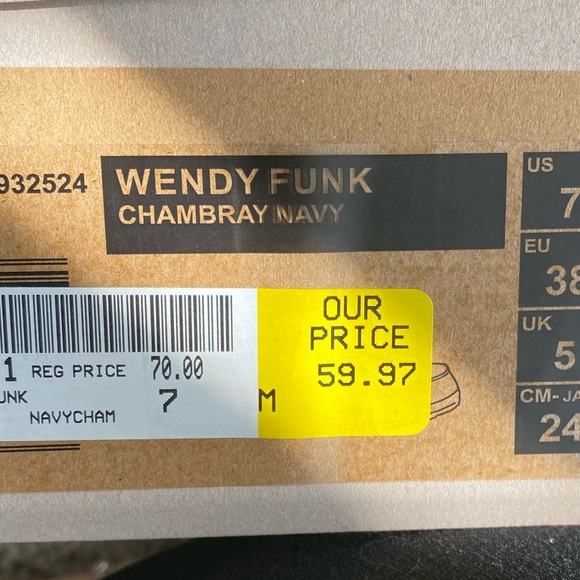 932524
WENDY FUNK
CHAMBRAY NAVY
US
7
EU
38
UK
5
CM-JA
24
OUR
PRICE
59.97
1 REG PRICE 70.00
UNK 7 M
NAVYCHAM